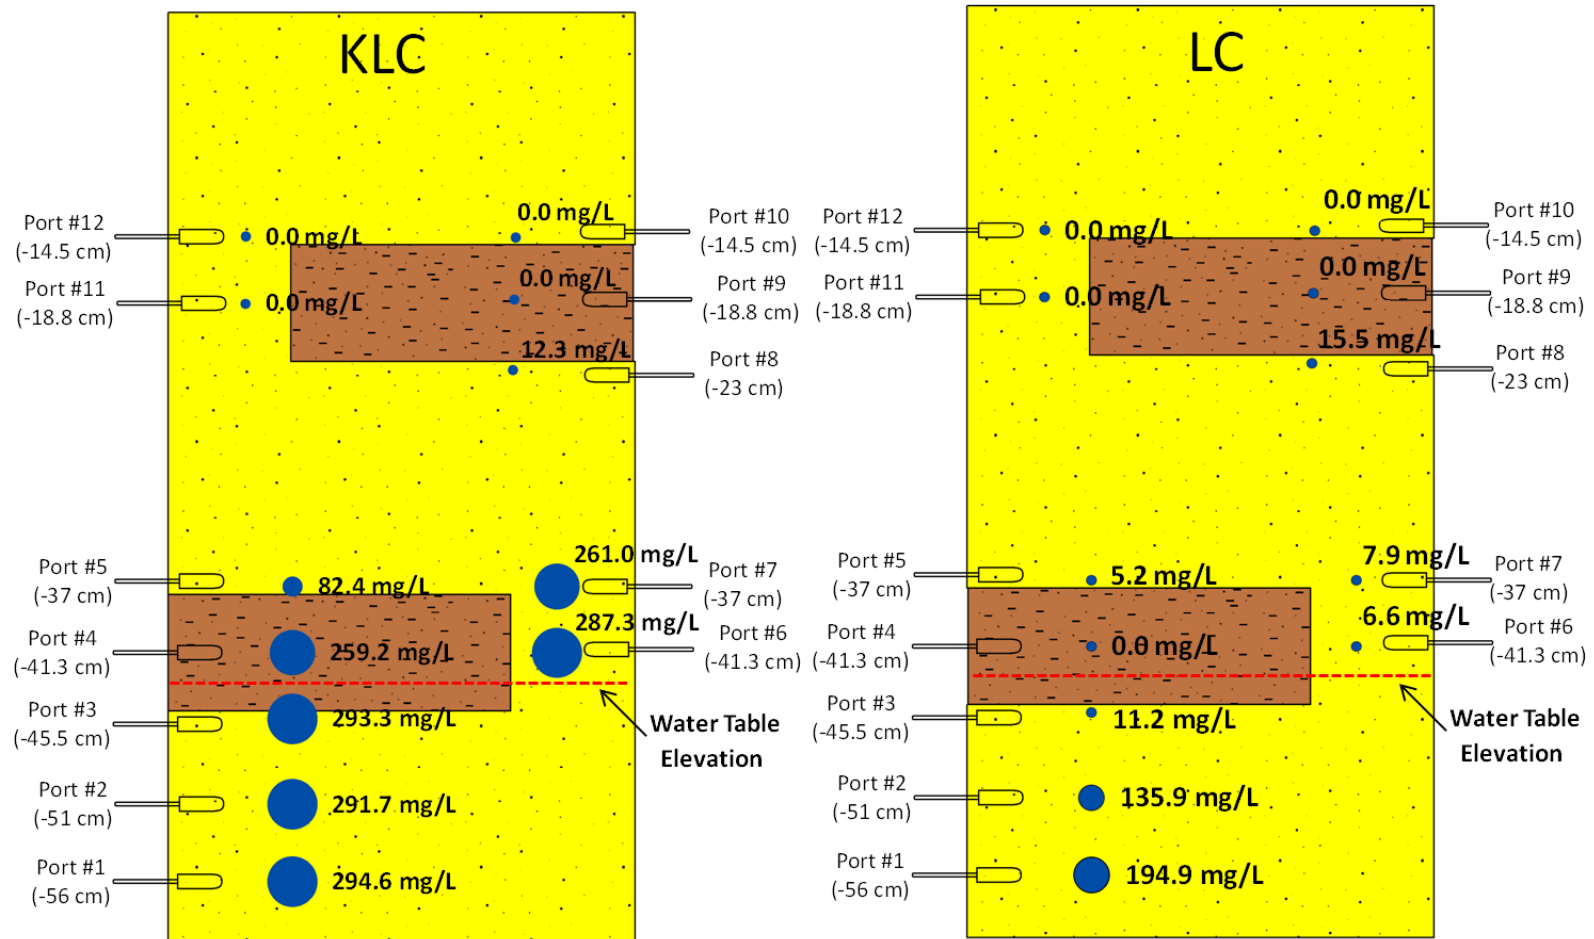 KLC
Port #12
(-14.5 cm)
0.0 mg/L
0.0 mg/L
Port #10
(-14.5 cm)
Port #11
(-18.8 cm)
0.0 mg/L
0.0 mg/L
Port #9
(-18.8 cm)
12.3 mg/L
Port #8
(-23 cm)
Port #5
(-37 cm)
82.4 mg/L
261.0 mg/L
Port #7
(-37 cm)
Port #4
(-41.3 cm)
259.2 mg/L
287.3 mg/L
Port #6
(-41.3 cm)
Port #3
(-45.5 cm)
293.3 mg/L
Water Table
Elevation
Port #2
(-51 cm)
291.7 mg/L
Port #1
(-56 cm)
294.6 mg/L
LC
Port #12
(-14.5 cm)
0.0 mg/L
0.0 mg/L
Port #10
(-14.5 cm)
Port #11
(-18.8 cm)
0.0 mg/L
0.0 mg/L
Port #9
(-18.8 cm)
15.5 mg/L
Port #8
(-23 cm)
Port #5
(-37 cm)
5.2 mg/L
7.9 mg/L
Port #7
(-37 cm)
Port #4
(-41.3 cm)
0.0 mg/L
6.6 mg/L
Port #6
(-41.3 cm)
Port #3
(-45.5 cm)
11.2 mg/L
Water Table
Elevation
Port #2
(-51 cm)
135.9 mg/L
Port #1
(-56 cm)
194.9 mg/L